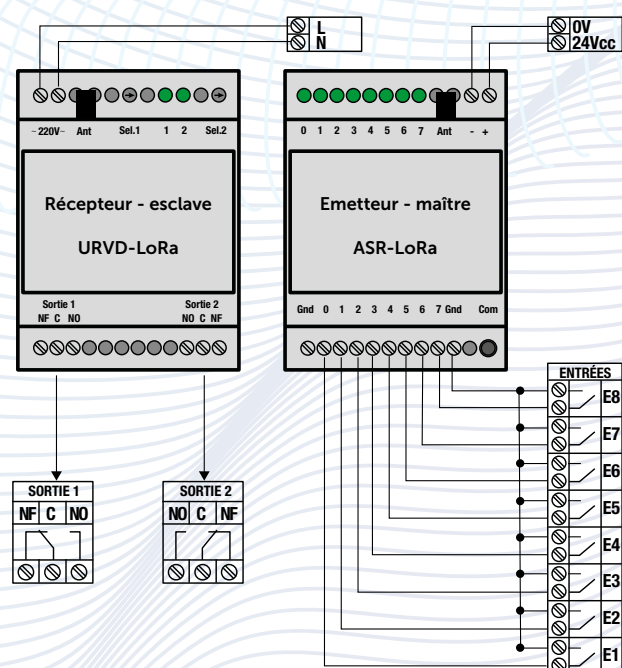 L
N
0V
24Vcc
~ 220V~ Ant Sel.1 1 2 Sel.2
Récepteur - esclave
URVD-LoRa
Sortie 1
NF C NO
Sortie 2
NO C NF
0 1 2 3 4 5 6 7 Ant - +
Emetteur - maître
ASR-LoRa
Gnd 0 1 2 3 4 5 6 7 Gnd Com
SORTIE 1
NF C NO
SORTIE 2
NO C NF
ENTRÉES
E8
E7
E6
E5
E4
E3
E2
E1